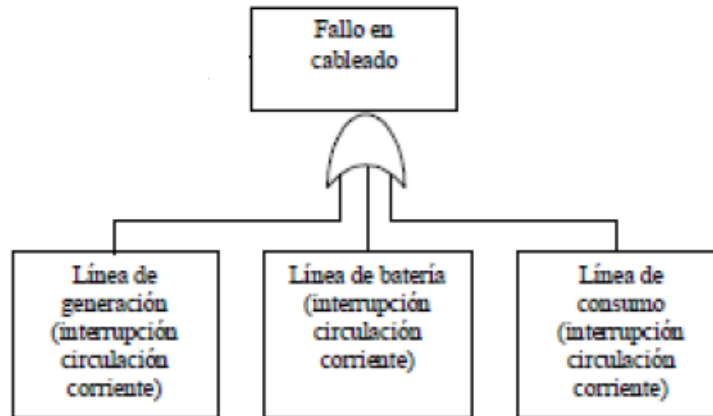 Fallo en
cableado
Línea de
generación
(interrupción
circulación
corriente)
Línea de batería
(interrupción
circulación
corriente)
Línea de
consumo
(interrupción
circulación
corriente)